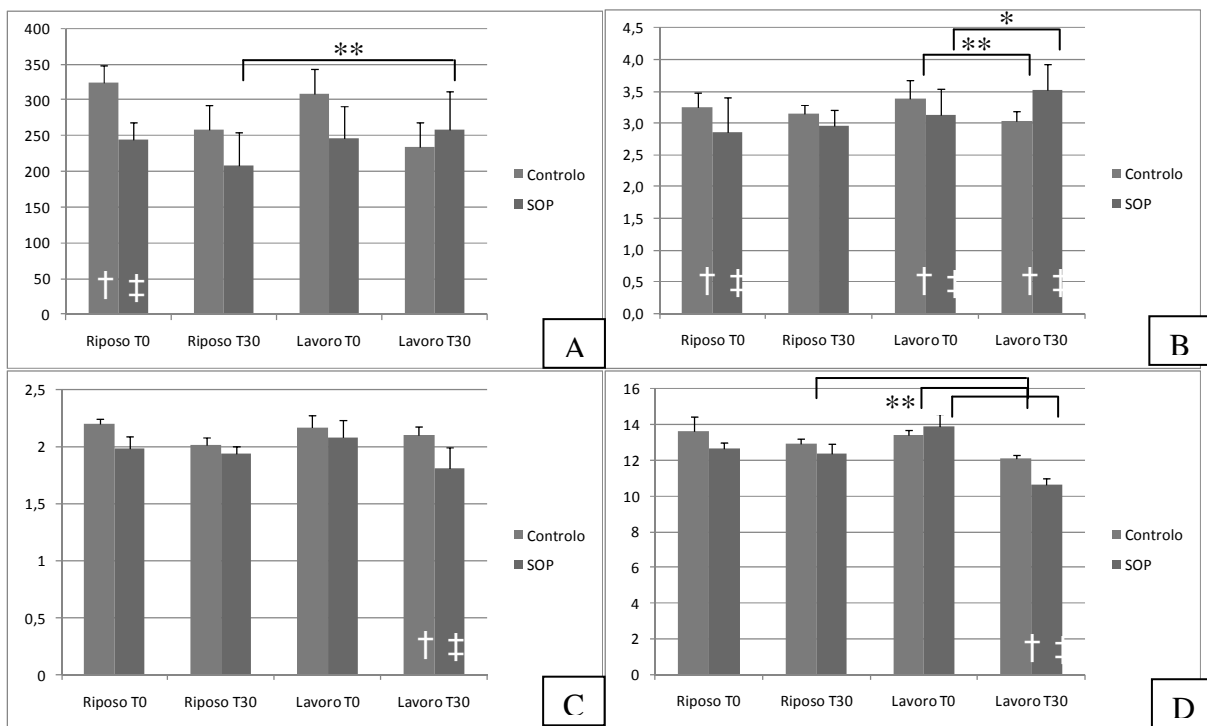 400
350
300
250
200
150
100
50
0
**
† ‡
Riposo T0 Riposo T30 Lavoro T0 Lavoro T30
Controlo
SOP
A
4,5
4,0
3,5
3,0
2,5
2,0
1,5
1,0
0,5
0,0
*
**
† ‡ † ‡ † ‡
Riposo T0 Riposo T30 Lavoro T0 Lavoro T30
Controlo
SOP
B
2,5
2
1,5
1
0,5
0
† ‡
Riposo T0 Riposo T30 Lavoro T0 Lavoro T30
Controlo
SOP
C
16
14
12
10
8
6
4
2
0
**
† ‡
Riposo T0 Riposo T30 Lavoro T0 Lavoro T30
Controlo
SOP
D